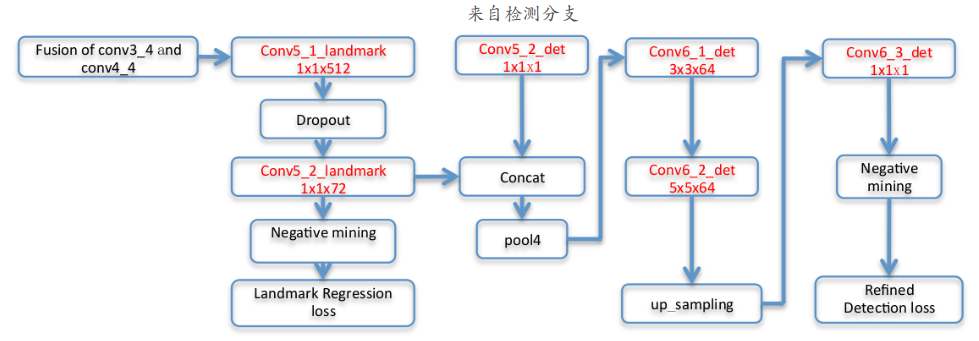 来自检测分支
Fusion of conv3_4 and
conv4_4
Conv5_1_landmark
1x1x512
Dropout
Conv5_2_landmark
1x1x72
Negative mining
Landmark Regression
loss
Conv5_2_det
1x1x1
Concat
pool4
Conv6_1_det
3x3x64
Conv6_2_det
5x5x64
up_sampling
Conv6_3_det
1x1x1
Negative
mining
Refined
Detection loss